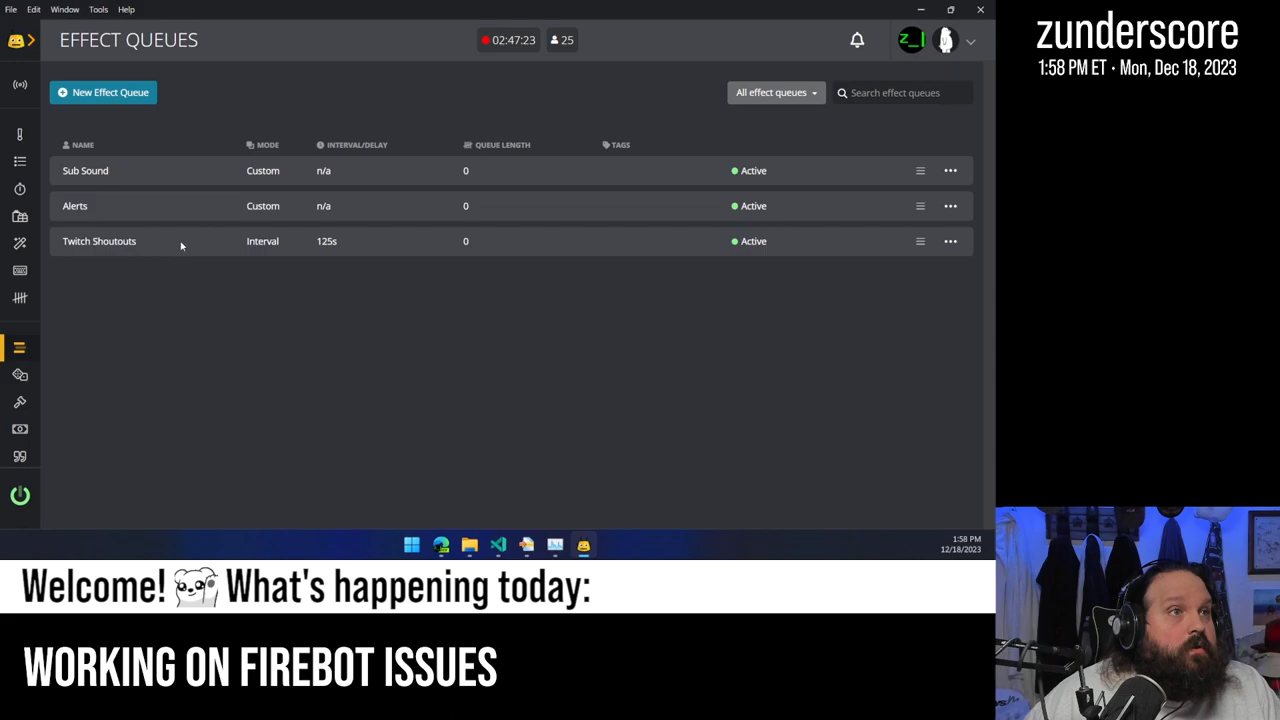 File Edit Window Tools Help
EFFECT QUEUES
02:47:23
25
z_|
New Effect Queue
All effect queues
Search effect queues
NAME MODE INTERVAL/DELAY QUEUE LENGTH TAGS
Sub Sound Custom n/a 0 Active
Alerts Custom n/a 0 Active
Twitch Shoutouts Interval 125s 0 Active
1:58 PM
12/18/2023
zunderscore
1:58 PM ET • Mon, Dec 18, 2023
Welcome! What's happening today:
WORKING ON FIREBOT ISSUES